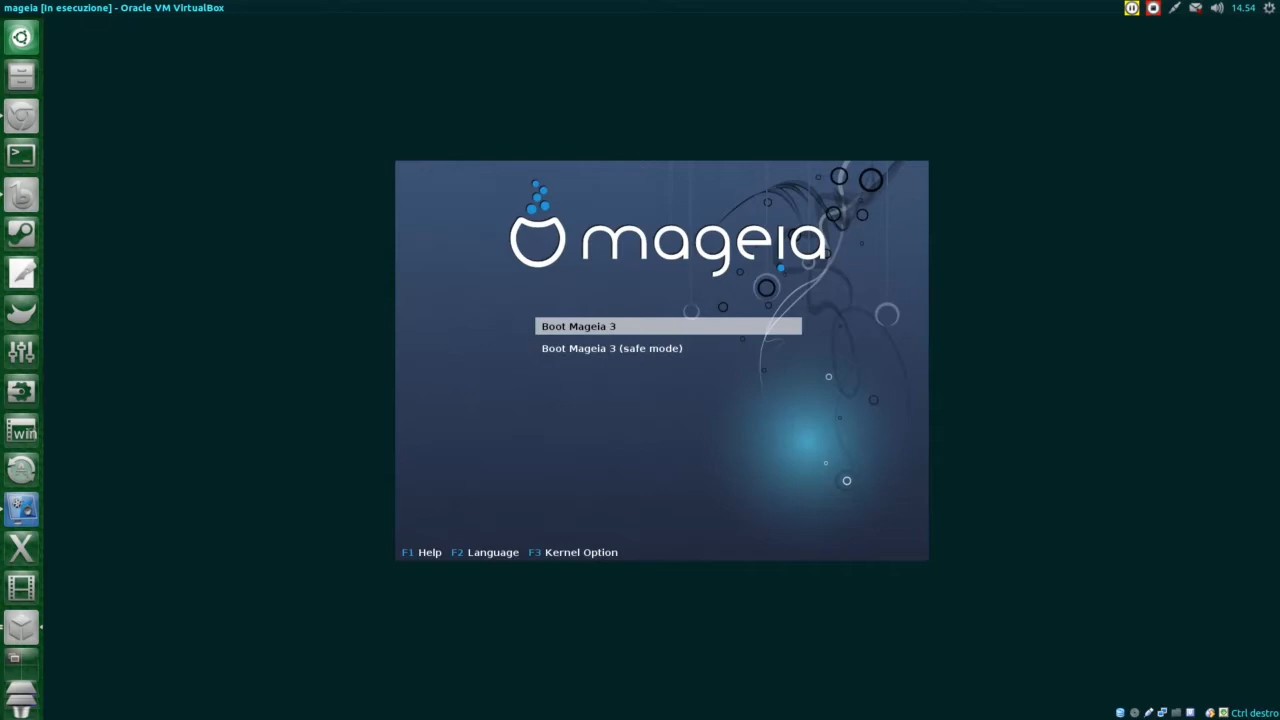 mageia [In esecuzione] - Oracle VM VirtualBox
14.54
win
mageia
Boot Mageia 3
Boot Mageia 3 (safe mode)
F1 Help F2 Language F3 Kernel Option
Ctrl destro